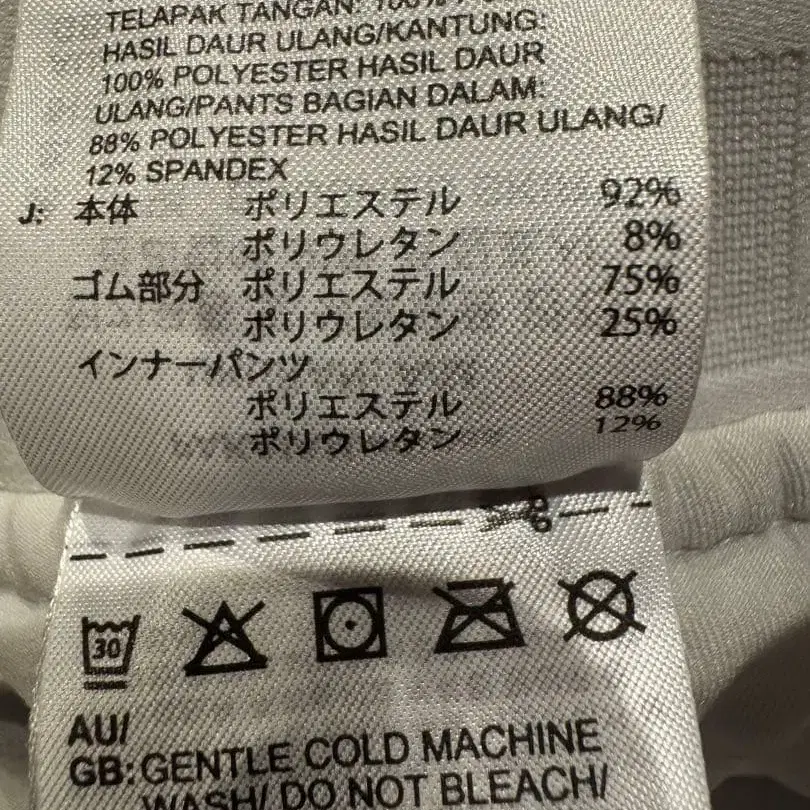 TELAPAK TANGAN: 100%
HASIL DAUR ULANG/KANTUNG:
100% POLYESTER HASIL DAUR
ULANG/PANTS BAGIAN DALAM:
88% POLYESTER HASIL DAUR ULANG/
12% SPANDEX
J: 本体 ポリエステル 92%
ポリウレタン 8%
ゴム部分 ポリエステル 75%
ポリウレタン 25%
インナーパンツ
ポリエステル 88%
ポリウレタン 12%
30
AU/
GB: GENTLE COLD MACHINE
WASH/ DO NOT BLEACH/